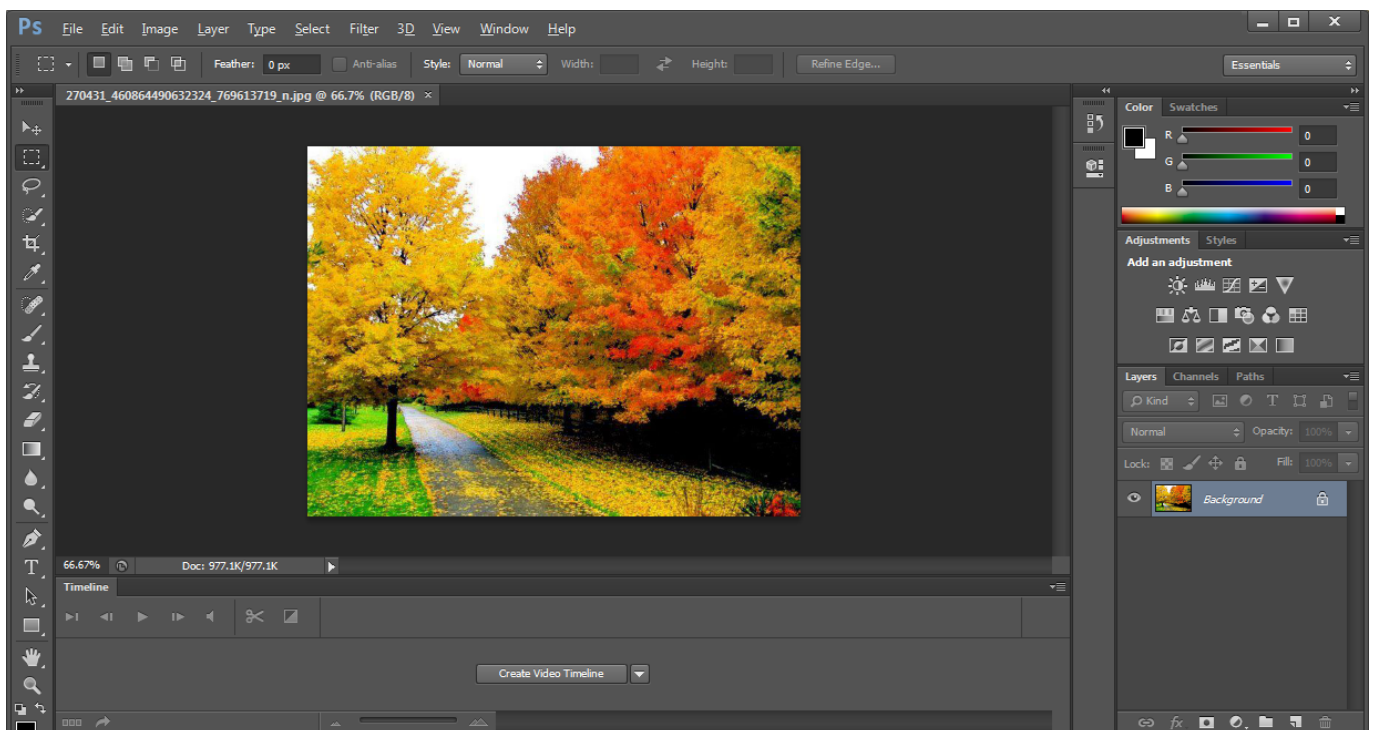 Ps File Edit Image Layer Type Select Filter 3D View Window Help
Feather: 0 px Anti-alias Style: Normal Width: Height: Refine Edge... Essentials
270431_460864490632324_769613719_n.jpg @ 66.7% (RGB/8) ×
Color Swatches
R 0
G 0
B 0
Adjustments Styles
Add an adjustment
Layers Channels Paths
Kind
Normal Opacity: 100%
Lock: Fill: 100%
Background
66.67% Doc: 977.1K/977.1K
Timeline
Create Video Timeline
fx